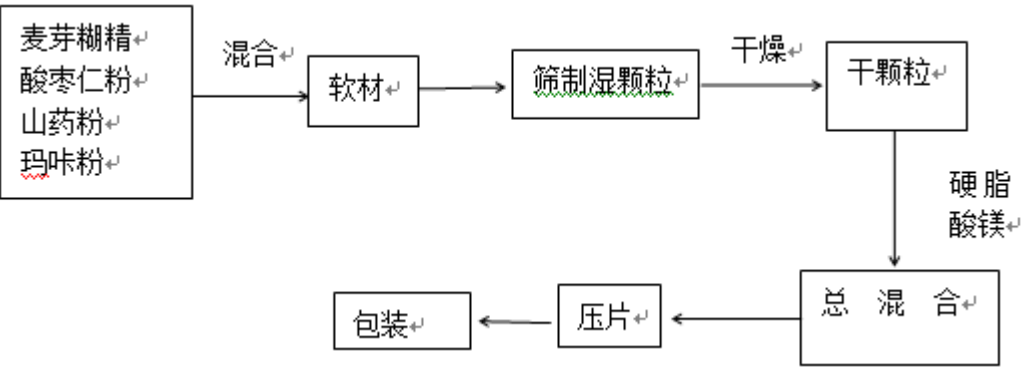 麦芽糊精
酸枣仁粉
山药粉
玛咔粉
混合
软材
筛制湿颗粒
干燥
干颗粒
硬脂
酸镁
总 混 合
压片
包装